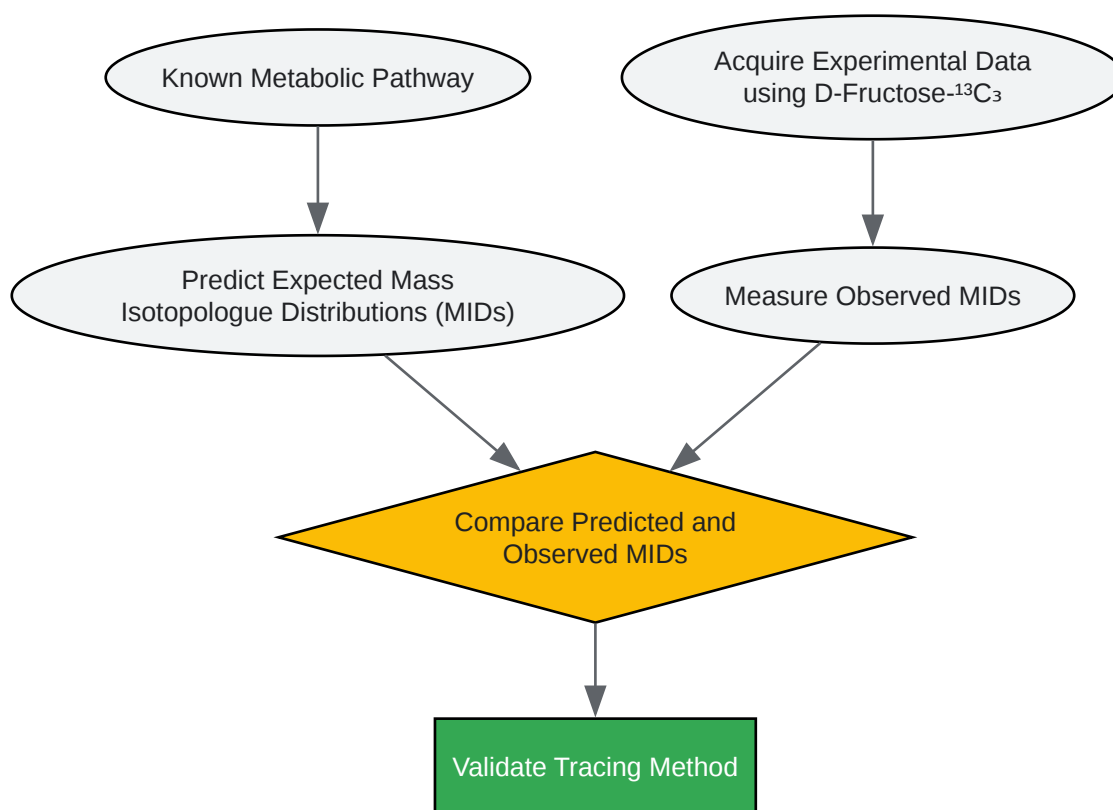 Known Metabolic Pathway
Acquire Experimental Data
using D-Fructose-¹³C₃
Predict Expected Mass
Isotopologue Distributions (MIDs)
Measure Observed MIDs
Compare Predicted and
Observed MIDs
Validate Tracing Method